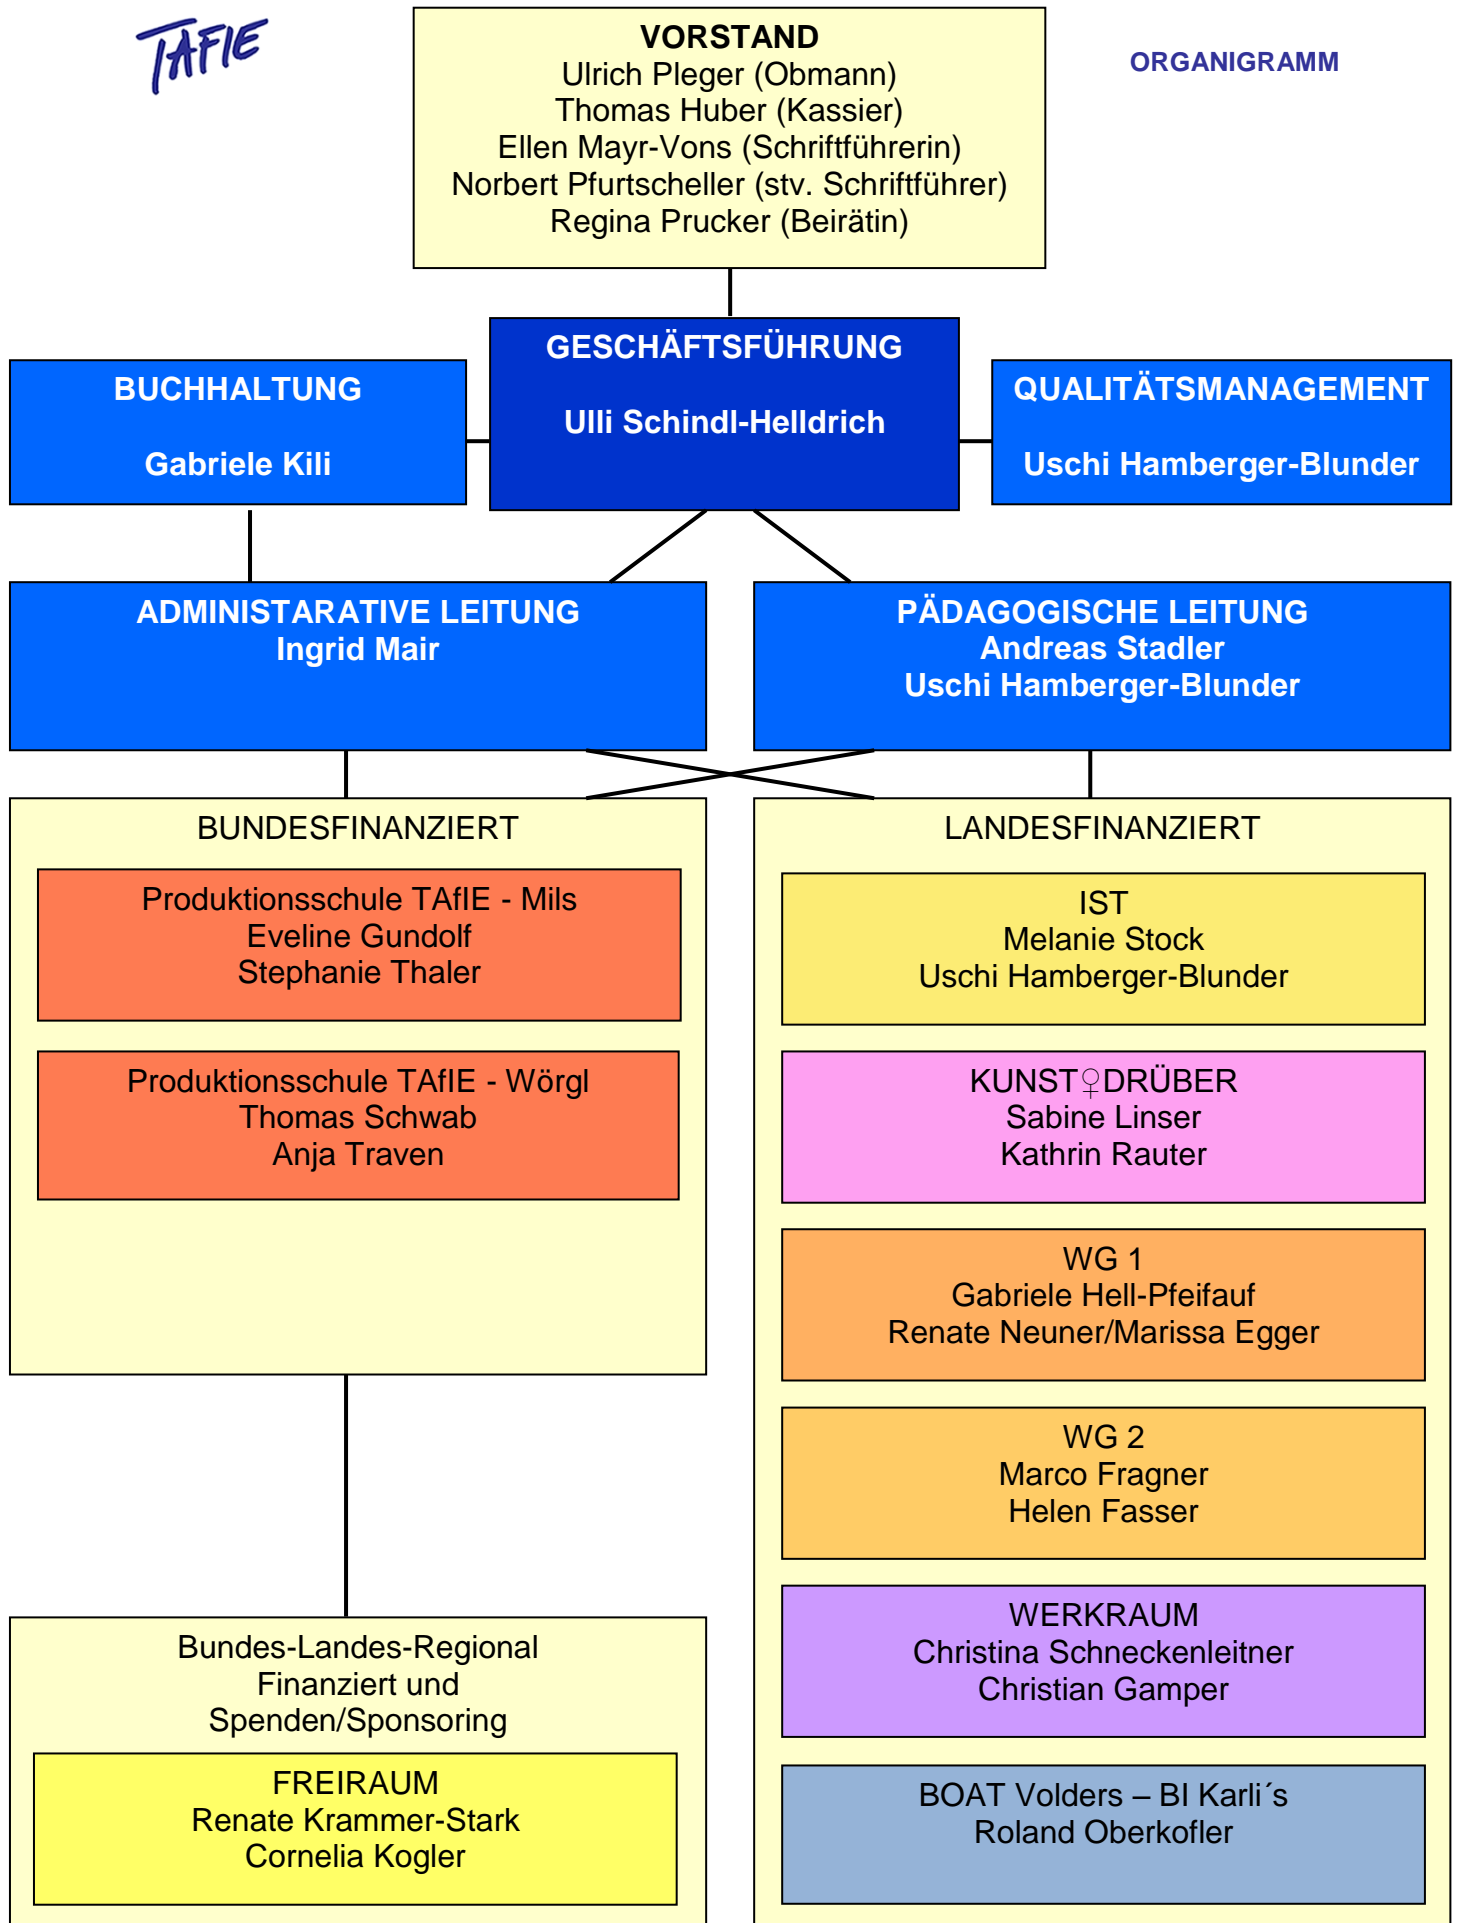 TAFIE
VORSTAND
Ulrich Pleger (Obmann)
Thomas Huber (Kassier)
Ellen Mayr-Vons (Schriftführerin)
Norbert Pfurtscheller (stv. Schriftführer)
Regina Prucker (Beirätin)
ORGANIGRAMM
GESCHÄFTSFÜHRUNG
Ulli Schindl-Helldrich
BUCHHALTUNG
Gabriele Kili
QUALITÄTSMANAGEMENT
Uschi Hamberger-Blunder
ADMINISTARATIVE LEITUNG
Ingrid Mair
PÄDAGOGISCHE LEITUNG
Andreas Stadler
Uschi Hamberger-Blunder
BUNDESFINANZIERT
Produktionsschule TAfIE - Mils
Eveline Gundolf
Stephanie Thaler
Produktionsschule TAfIE - Wörgl
Thomas Schwab
Anja Traven
Bundes-Landes-Regional
Finanziert und
Spenden/Sponsoring
FREIRAUM
Renate Krammer-Stark
Cornelia Kogler
LANDESFINANZIERT
IST
Melanie Stock
Uschi Hamberger-Blunder
KUNST♀DRÜBER
Sabine Linser
Kathrin Rauter
WG 1
Gabriele Hell-Pfeifauf
Renate Neuner/Marissa Egger
WG 2
Marco Fragner
Helen Fasser
WERKRAUM
Christina Schneckenleitner
Christian Gamper
BOAT Volders – BI Karli´s
Roland Oberkofler